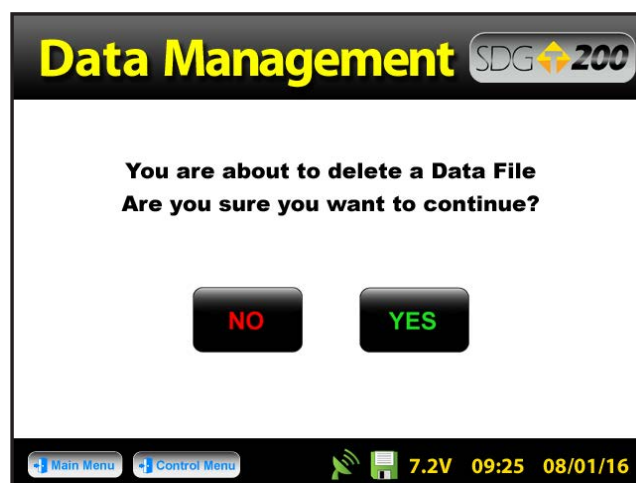 Data Management SDG 200
You are about to delete a Data File
Are you sure you want to continue?
NO YES
Main Menu Control Menu 7.2V 09:25 08/01/16